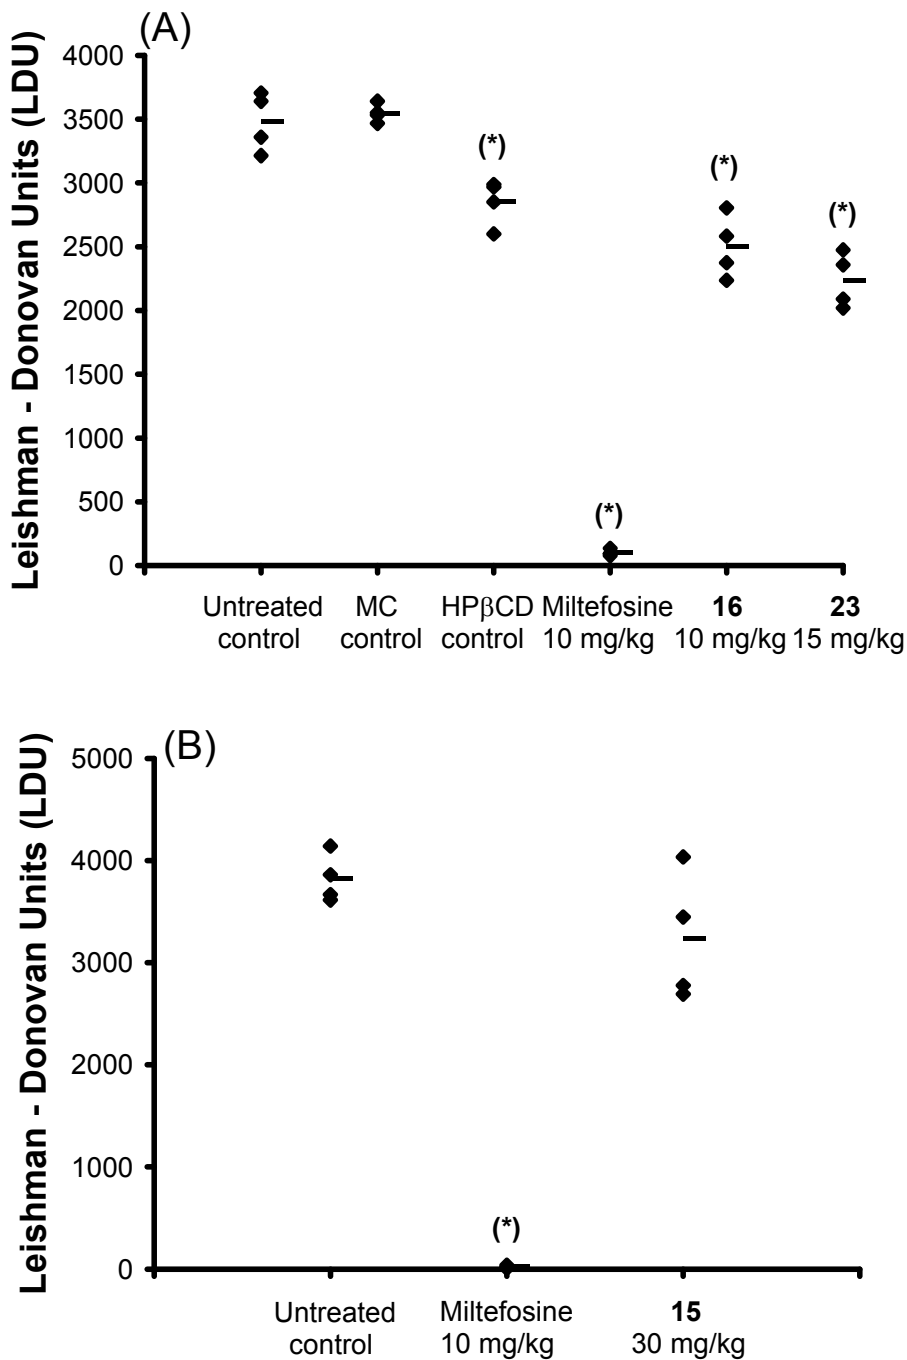 (A)
Leishman - Donovan Units (LDU)
4000
3500
3000
2500
2000
1500
1000
500
0
(*)
(*)
(*)
(*)
Untreated control
MC control
HPβCD control
Miltefosine 10 mg/kg
16 10 mg/kg
23 15 mg/kg
(B)
Leishman - Donovan Units (LDU)
5000
4000
3000
2000
1000
0
(*)
Untreated control
Miltefosine 10 mg/kg
15 30 mg/kg